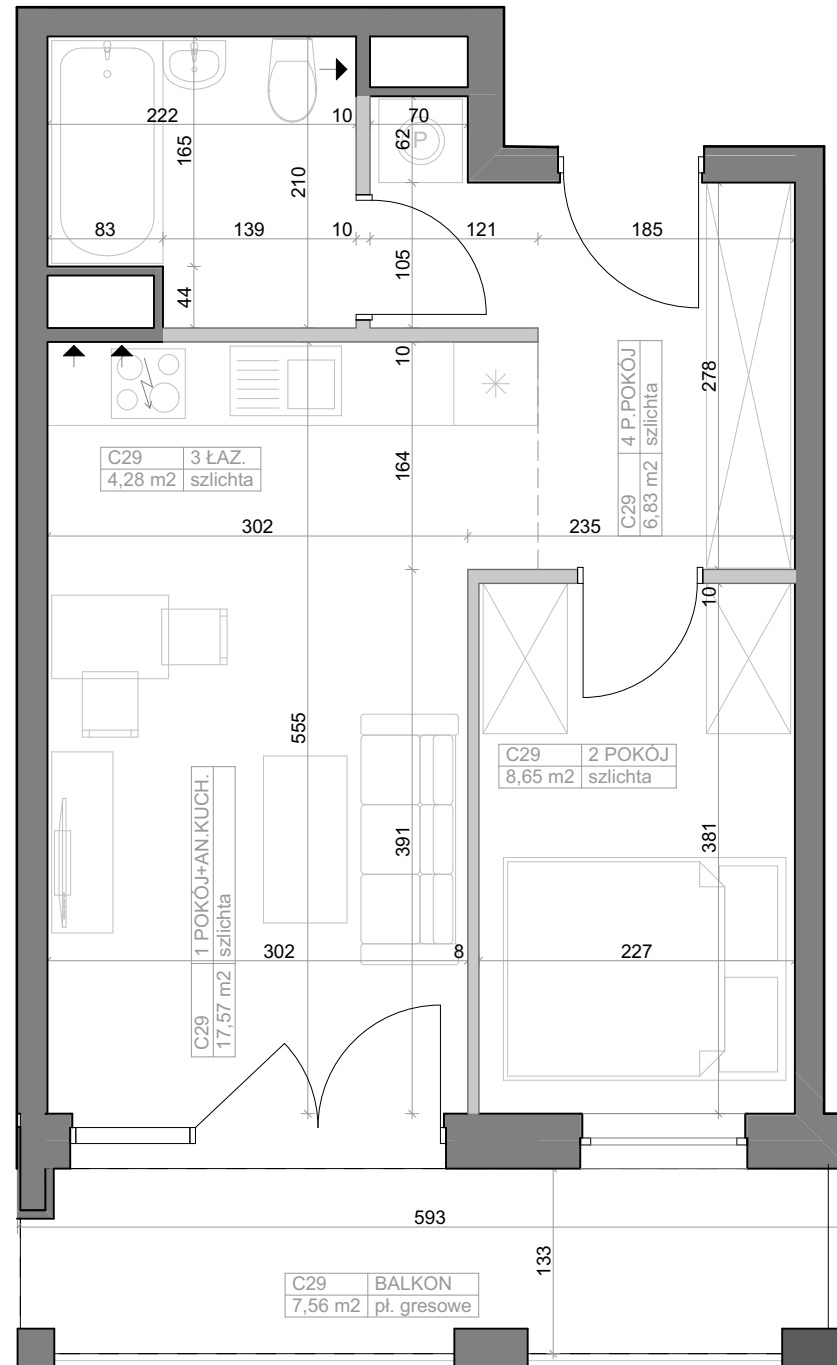 222
10
70
62
P
165
210
83
139
10
121
185
105
44
10
278
C29 4 P.POKÓJ
6,83 m2 szlichta
C29 3 ŁAZ.
4,28 m2 szlichta
164
302
235
10
555
C29 2 POKÓJ
8,65 m2 szlichta
391
381
C29 1 POKÓJ+AN.KUCH.
17,57 m2 szlichta
302
8
227
593
133
C29 BALKON
7,56 m2 pł. gresowe